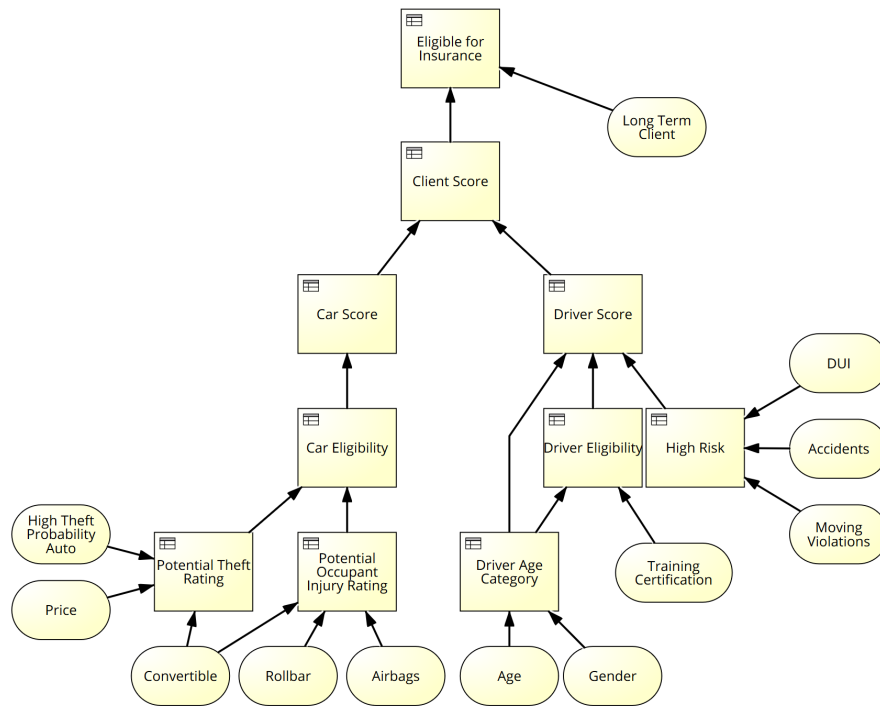 Eligible for
Insurance
Long Term
Client
Client Score
Car Score
Driver Score
DUI
Car Eligibility
Driver Eligibility
High Risk
Accidents
High Theft
Probability
Auto
Moving
Violations
Potential Theft
Rating
Potential
Occupant
Injury Rating
Driver Age
Category
Training
Certification
Price
Convertible
Rollbar
Airbags
Age
Gender